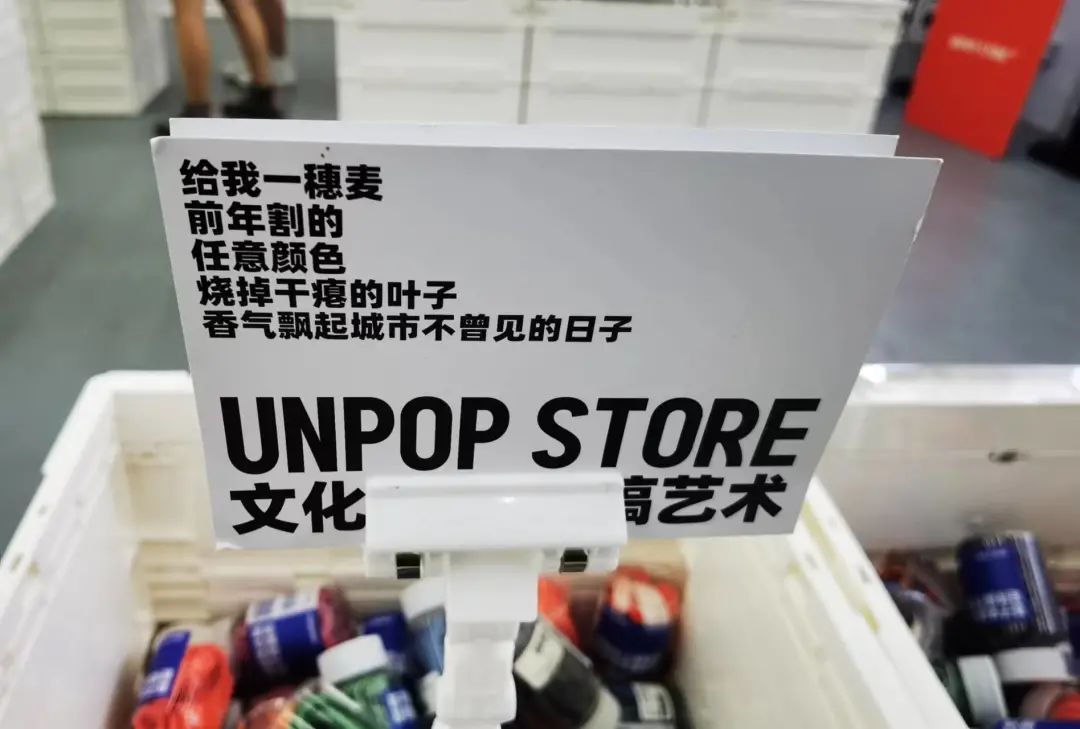 给我一穗麦
前年割的
任意颜色
烧掉干瘪的叶子
香气飘起城市不曾见的日子
UNPOP STORE
文化 搞艺术